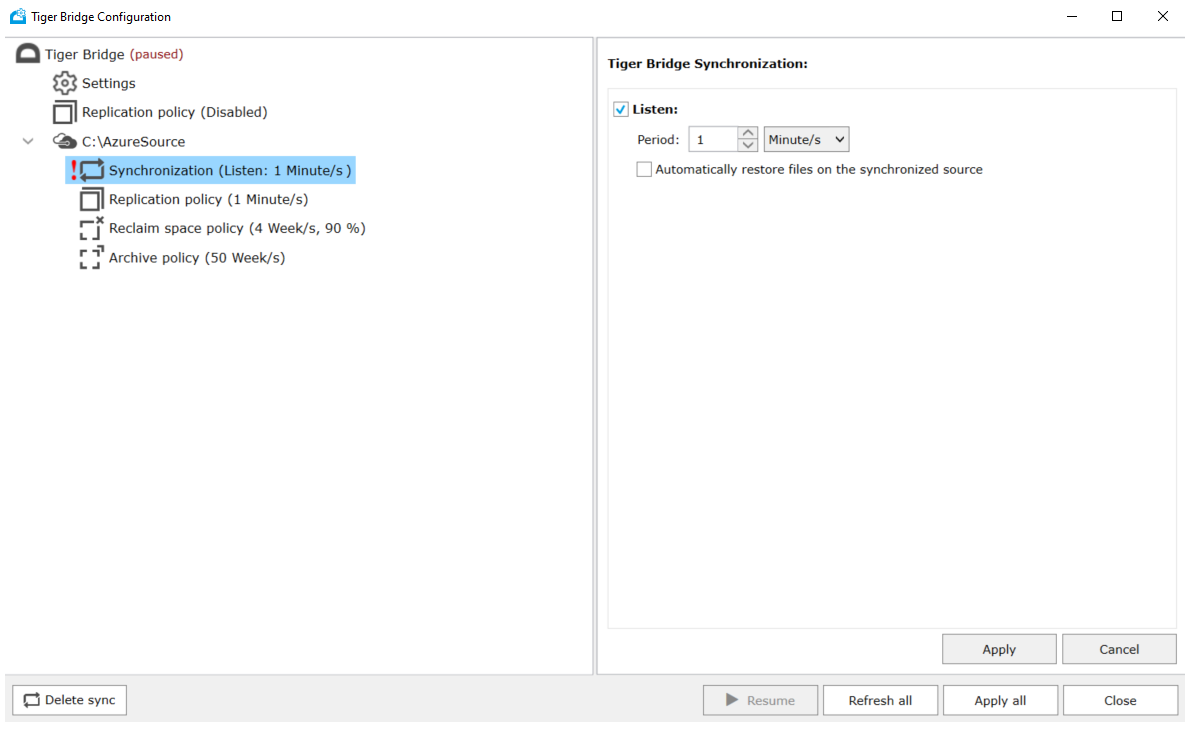 Tiger Bridge Configuration
Tiger Bridge (paused)
Settings
Replication policy (Disabled)
C:\AzureSource
! Synchronization (Listen: 1 Minute/s )
Replication policy (1 Minute/s)
Reclaim space policy (4 Week/s, 90 %)
Archive policy (50 Week/s)
Tiger Bridge Synchronization:
Listen:
Period: 1 Minute/s
Automatically restore files on the synchronized source
Apply Cancel
Delete sync Resume Refresh all Apply all Close